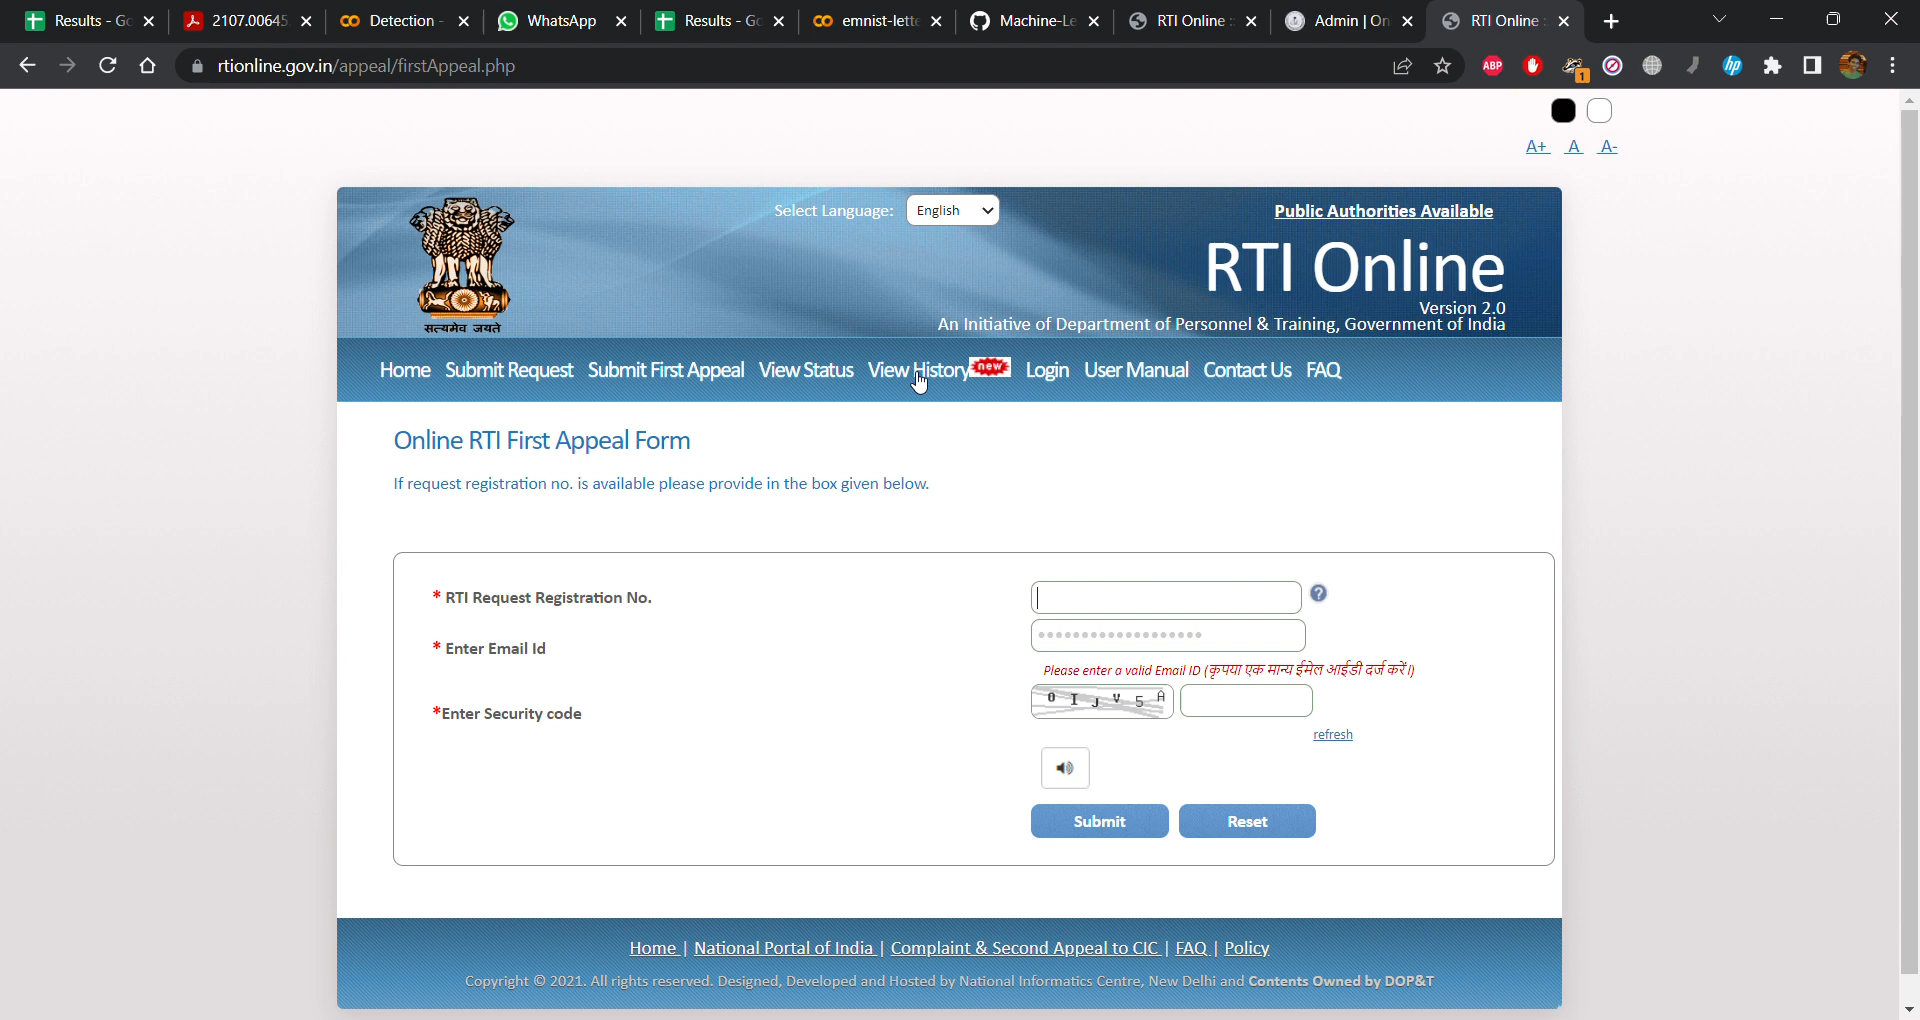 Results - Go
2107.00645
Detection -
WhatsApp
Results - Go
emnist-lette
Machine-Le
RTI Online :
Admin | On
RTI Online :
rtionline.gov.in/appeal/firstAppeal.php
ABP
1
hp
A+ A A-
Select Language: English
Public Authorities Available
RTI Online
Version 2.0
An Initiative of Department of Personnel & Training, Government of India
सत्यमेव जयते
Home Submit Request Submit First Appeal View Status View History new Login User Manual Contact Us FAQ
Online RTI First Appeal Form
If request registration no. is available please provide in the box given below.
* RTI Request Registration No.
?
* Enter Email Id
Please enter a valid Email ID (कृपया एक मान्य ईमेल आईडी दर्ज करें।)
*Enter Security code
0 I J V 5 A
refresh
Submit Reset
Home | National Portal of India | Complaint & Second Appeal to CIC | FAQ | Policy
Copyright © 2021. All rights reserved. Designed, Developed and Hosted by National Informatics Centre, New Delhi and Contents Owned by DOP&T